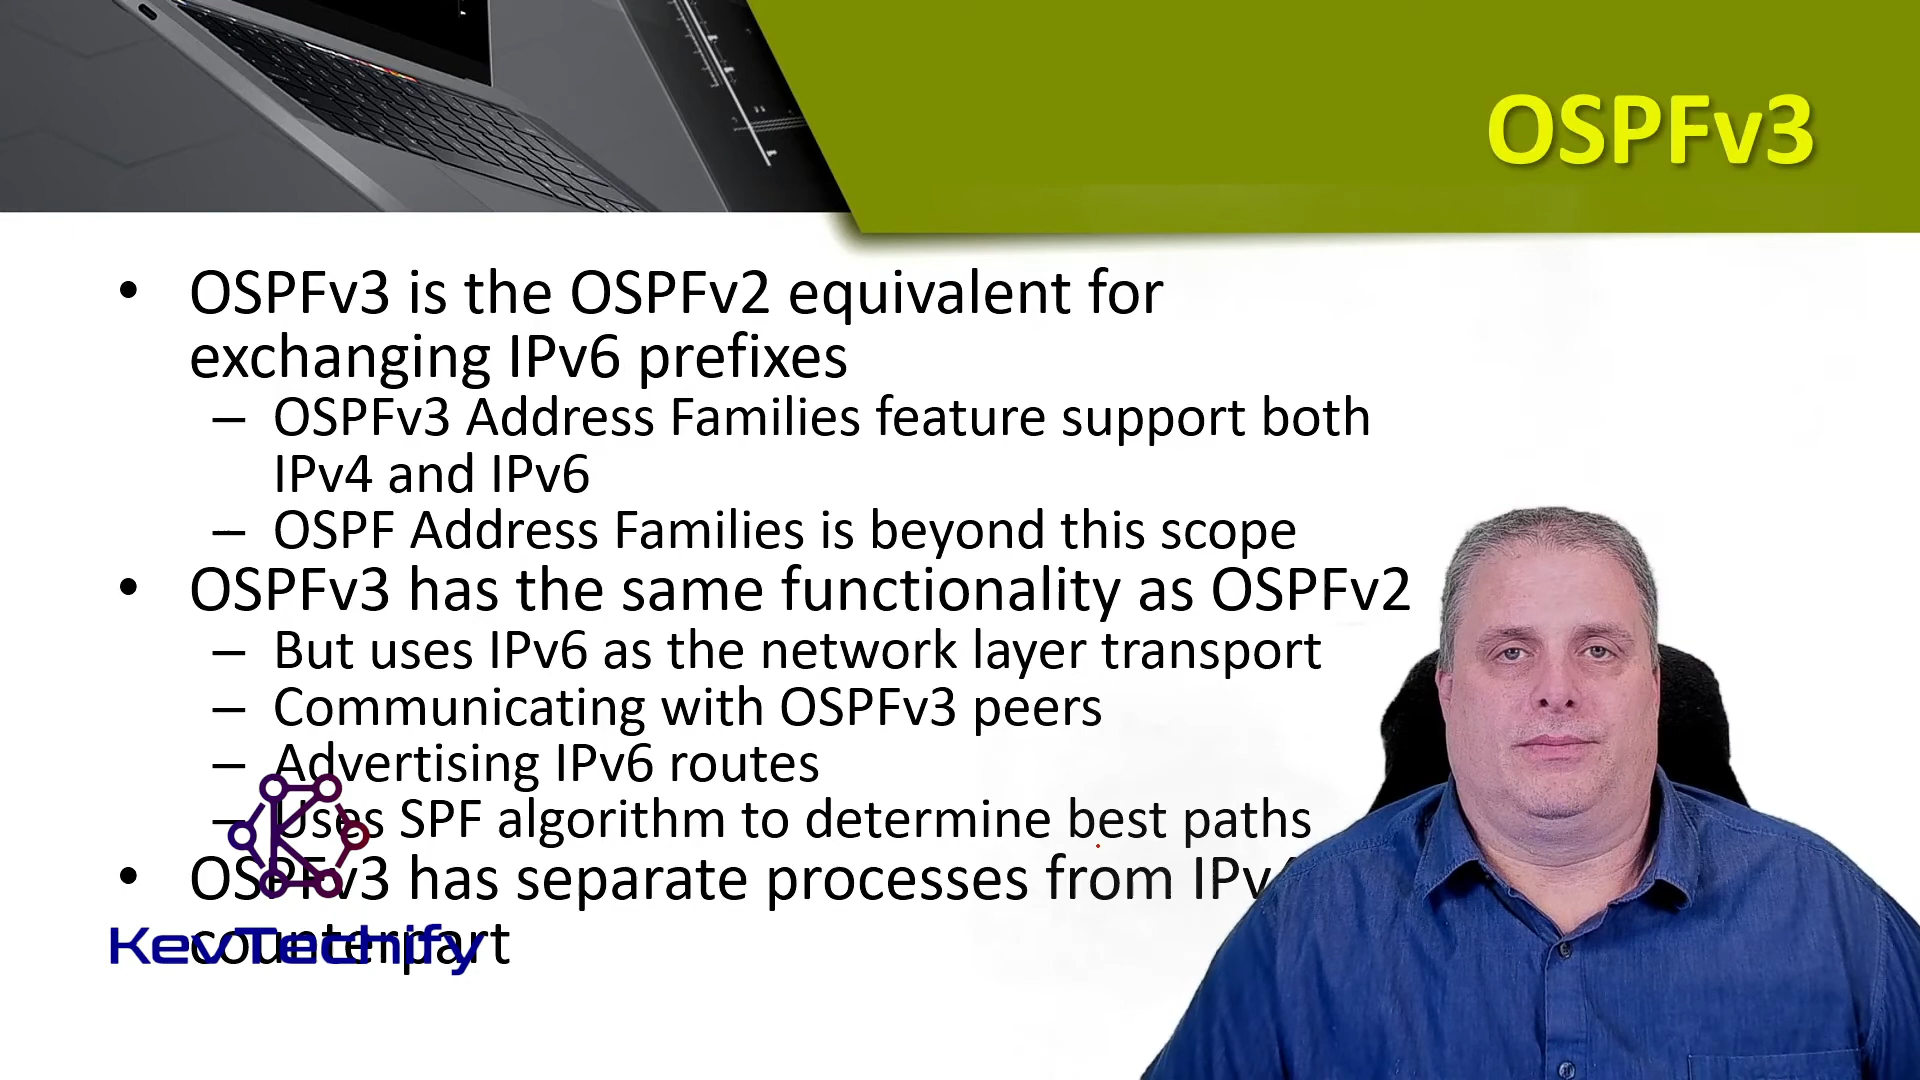 OSPFv3
• OSPFv3 is the OSPFv2 equivalent for
exchanging IPv6 prefixes
– OSPFv3 Address Families feature support both
IPv4 and IPv6
– OSPF Address Families is beyond this scope
• OSPFv3 has the same functionality as OSPFv2
– But uses IPv6 as the network layer transport
– Communicating with OSPFv3 peers
– Advertising IPv6 routes
– Uses SPF algorithm to determine best paths
• OSPFv3 has separate processes from IPv4
counterpart
KevTechify